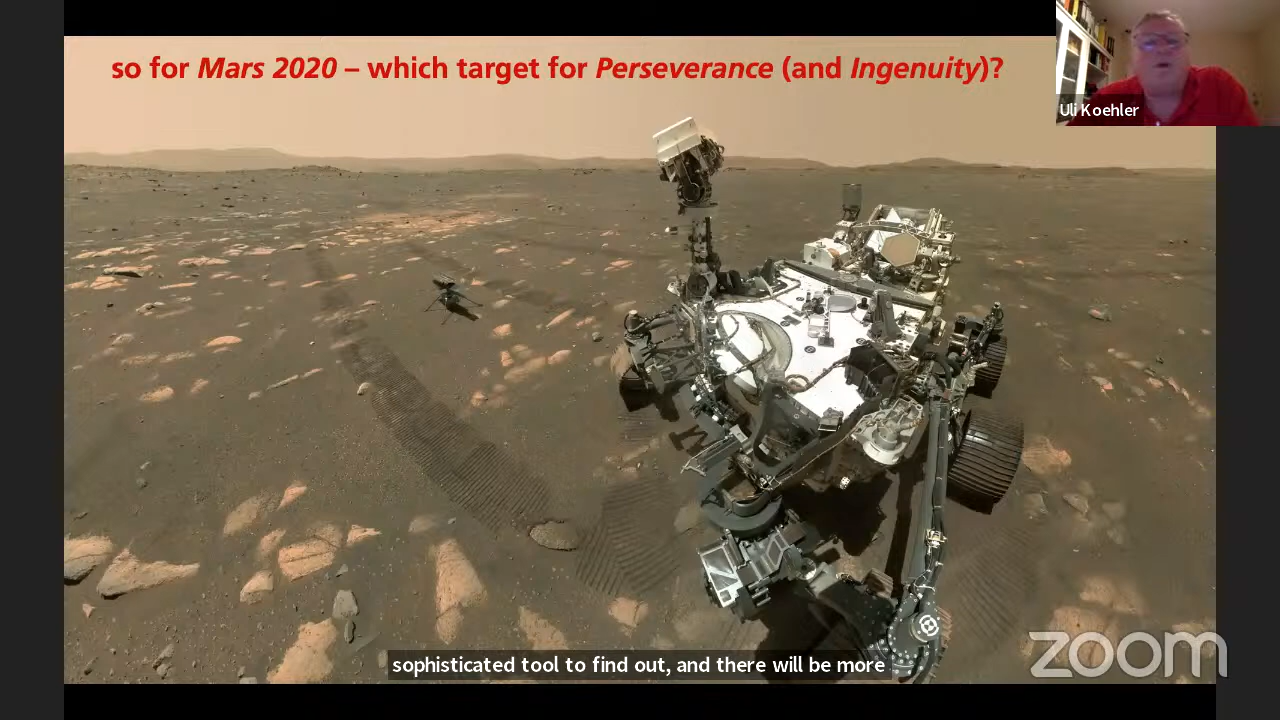 so for Mars 2020 – which target for Perseverance (and Ingenuity)?
Uli Koehler
sophisticated tool to find out, and there will be more
zoom